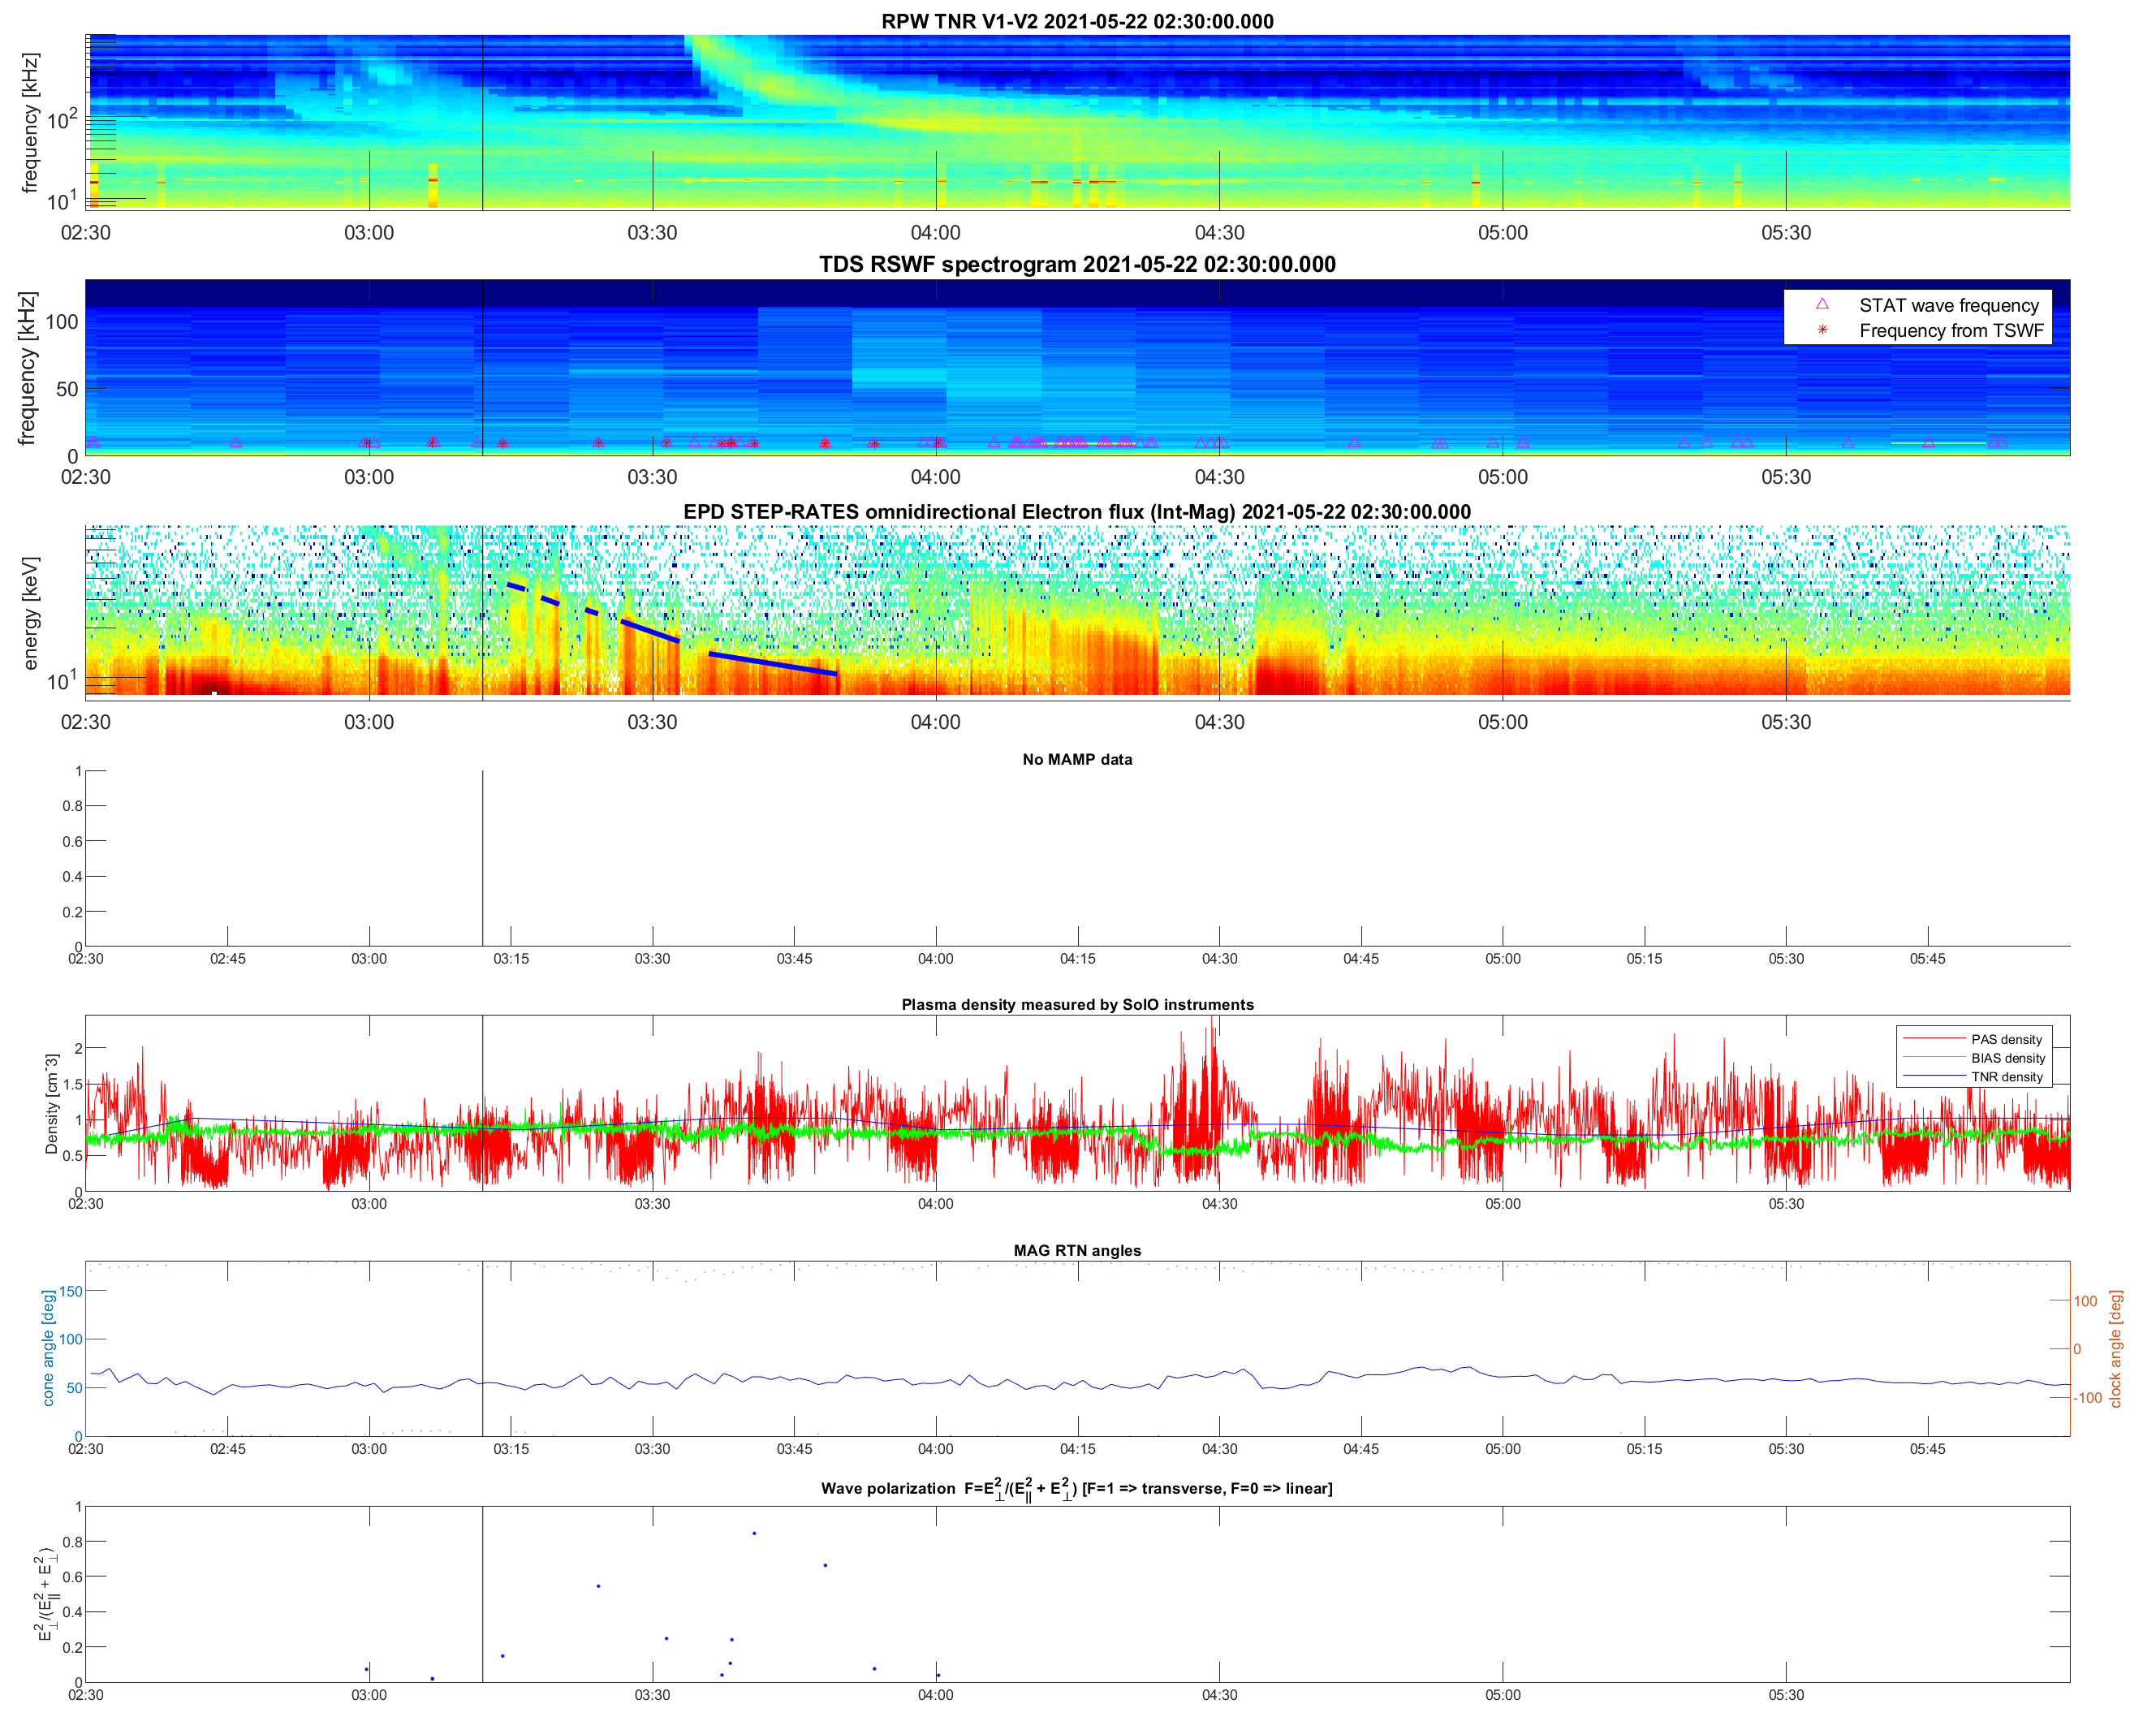 RPW TNR V1-V2 2021-05-22 02:30:00.000
frequency [kHz]
10^2
10^1
02:30 03:00 03:30 04:00 04:30 05:00 05:30
TDS RSWF spectrogram 2021-05-22 02:30:00.000
frequency [kHz]
100
50
0
STAT wave frequency
Frequency from TSWF
02:30 03:00 03:30 04:00 04:30 05:00 05:30
EPD STEP-RATES omnidirectional Electron flux (Int-Mag) 2021-05-22 02:30:00.000
energy [keV]
10^1
02:30 03:00 03:30 04:00 04:30 05:00 05:30
No MAMP data
1
0.8
0.6
0.4
0.2
0
02:30 02:45 03:00 03:15 03:30 03:45 04:00 04:15 04:30 04:45 05:00 05:15 05:30 05:45
Plasma density measured by SolO instruments
Density [cm^-3]
2
1.5
1
0.5
0
PAS density
BIAS density
TNR density
02:30 03:00 03:30 04:00 04:30 05:00 05:30
MAG RTN angles
cone angle [deg]
150
100
50
0
clock angle [deg]
100
0
-100
02:30 02:45 03:00 03:15 03:30 03:45 04:00 04:15 04:30 04:45 05:00 05:15 05:30 05:45
Wave polarization F=E⊥^2/(E||^2 + E⊥^2) [F=1 => transverse, F=0 => linear]
E⊥^2/(E||^2 + E⊥^2)
1
0.8
0.6
0.4
0.2
0
02:30 03:00 03:30 04:00 04:30 05:00 05:30